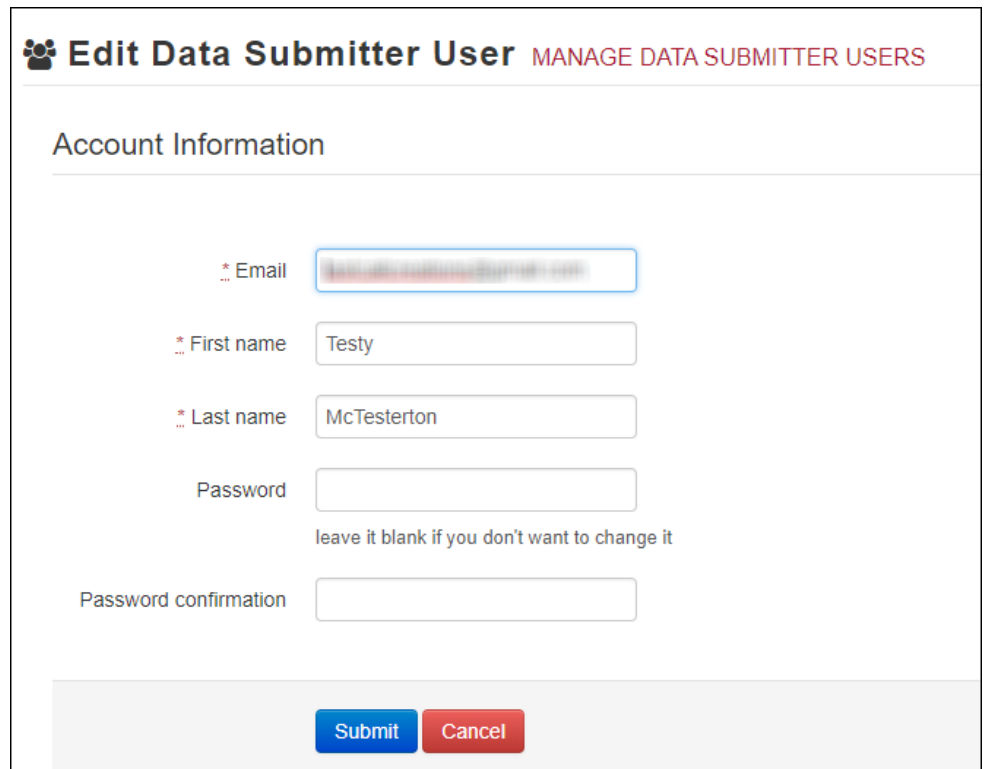 Edit Data Submitter User MANAGE DATA SUBMITTER USERS
Account Information
* Email
* First name Testy
* Last name McTesterton
Password
leave it blank if you don't want to change it
Password confirmation
Submit Cancel